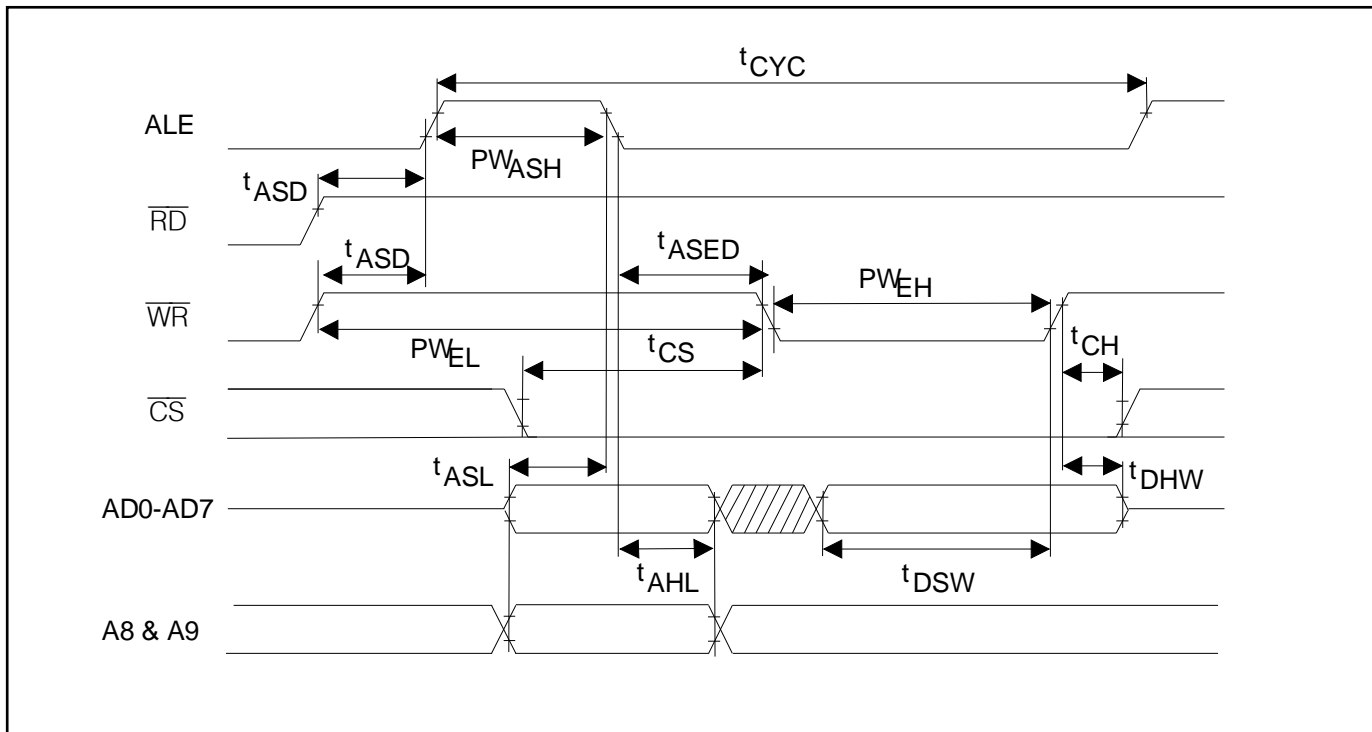 tCYC
ALE
PWASH
tASD
RD
tASD
tASED
PWEH
WR
PWEL
tCS
tCH
CS
tASL
tDHW
AD0-AD7
tAHL
tDSW
A8 & A9